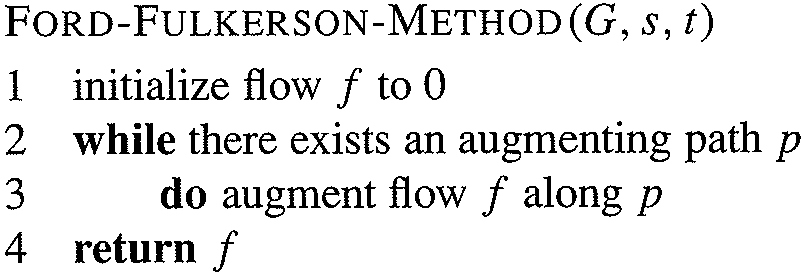 FORD-FULKERSON-METHOD(G, s, t)
1 initialize flow f to 0
2 while there exists an augmenting path p
3 do augment flow f along p
4 return f